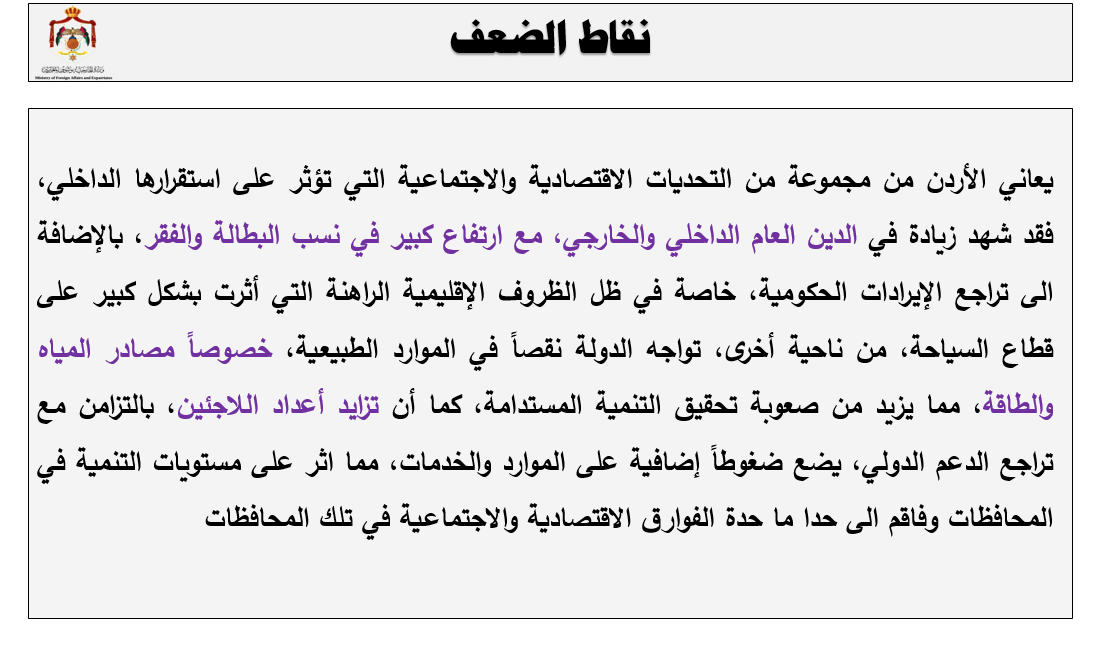 نقاط الضعف
Ministry of Foreign Affairs and Expatriates
يعاني الأردن من مجموعة من التحديات الاقتصادية والاجتماعية التي تؤثر على استقرارها الداخلي،
فقد شهد زيادة في الدين العام الداخلي والخارجي، مع ارتفاع كبير في نسب البطالة والفقر، بالإضافة
الى تراجع الإيرادات الحكومية، خاصة في ظل الظروف الإقليمية الراهنة التي أثرت بشكل كبير على
قطاع السياحة، من ناحية أخرى، تواجه الدولة نقصاً في الموارد الطبيعية، خصوصاً مصادر المياه
والطاقة، مما يزيد من صعوبة تحقيق التنمية المستدامة، كما أن تزايد أعداد اللاجئين، بالتزامن مع
تراجع الدعم الدولي، يضع ضغوطاً إضافية على الموارد والخدمات، مما اثر على مستويات التنمية في
المحافظات وفاقم الى حدا ما حدة الفوارق الاقتصادية والاجتماعية في تلك المحافظات